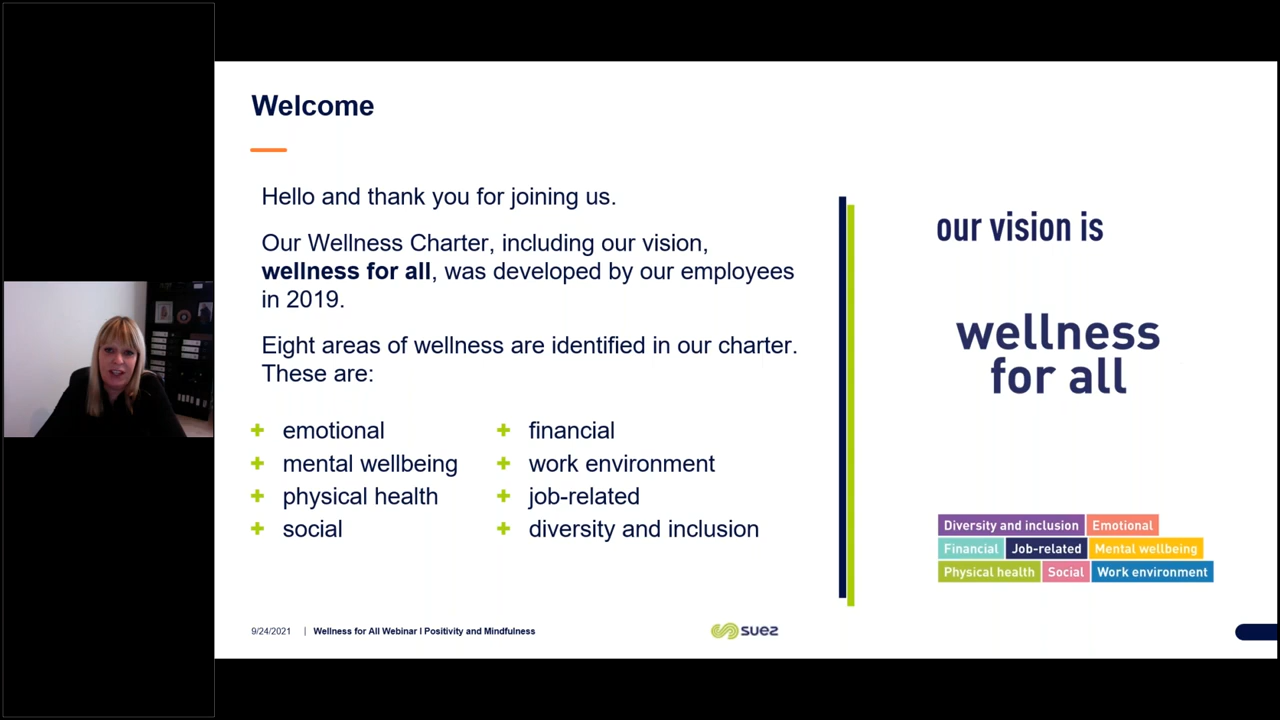 Welcome
Hello and thank you for joining us.
Our Wellness Charter, including our vision,
wellness for all, was developed by our employees
in 2019.
Eight areas of wellness are identified in our charter.
These are:
emotional
mental wellbeing
physical health
social
financial
work environment
job-related
diversity and inclusion
our vision is
wellness
for all
Diversity and inclusion Emotional
Financial Job-related Mental wellbeing
Physical health Social Work environment
9/24/2021 | Wellness for All Webinar I Positivity and Mindfulness
suez